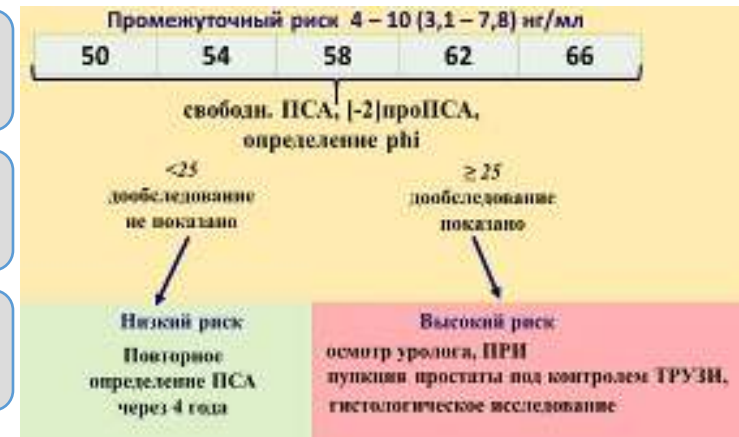 Промежуточный риск 4 – 10 (3,1 – 7,8) нг/мл
50 54 58 62 66
свободн. ПСА, [-2]проПСА,
определение phi
<25
дообследование
не показано
≥ 25
дообследование
показано
Низкий риск
Повторное
определение ПСА
через 4 года
Высокий риск
осмотр уролога, ПРИ
пункция простаты под контролем ТРУЗИ,
гистологическое исследование